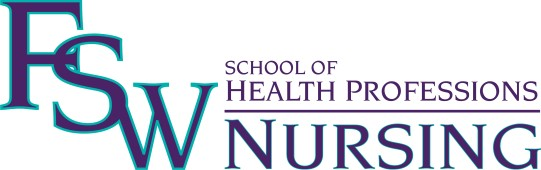 FSW
SCHOOL OF
HEALTH PROFESSIONS
NURSING